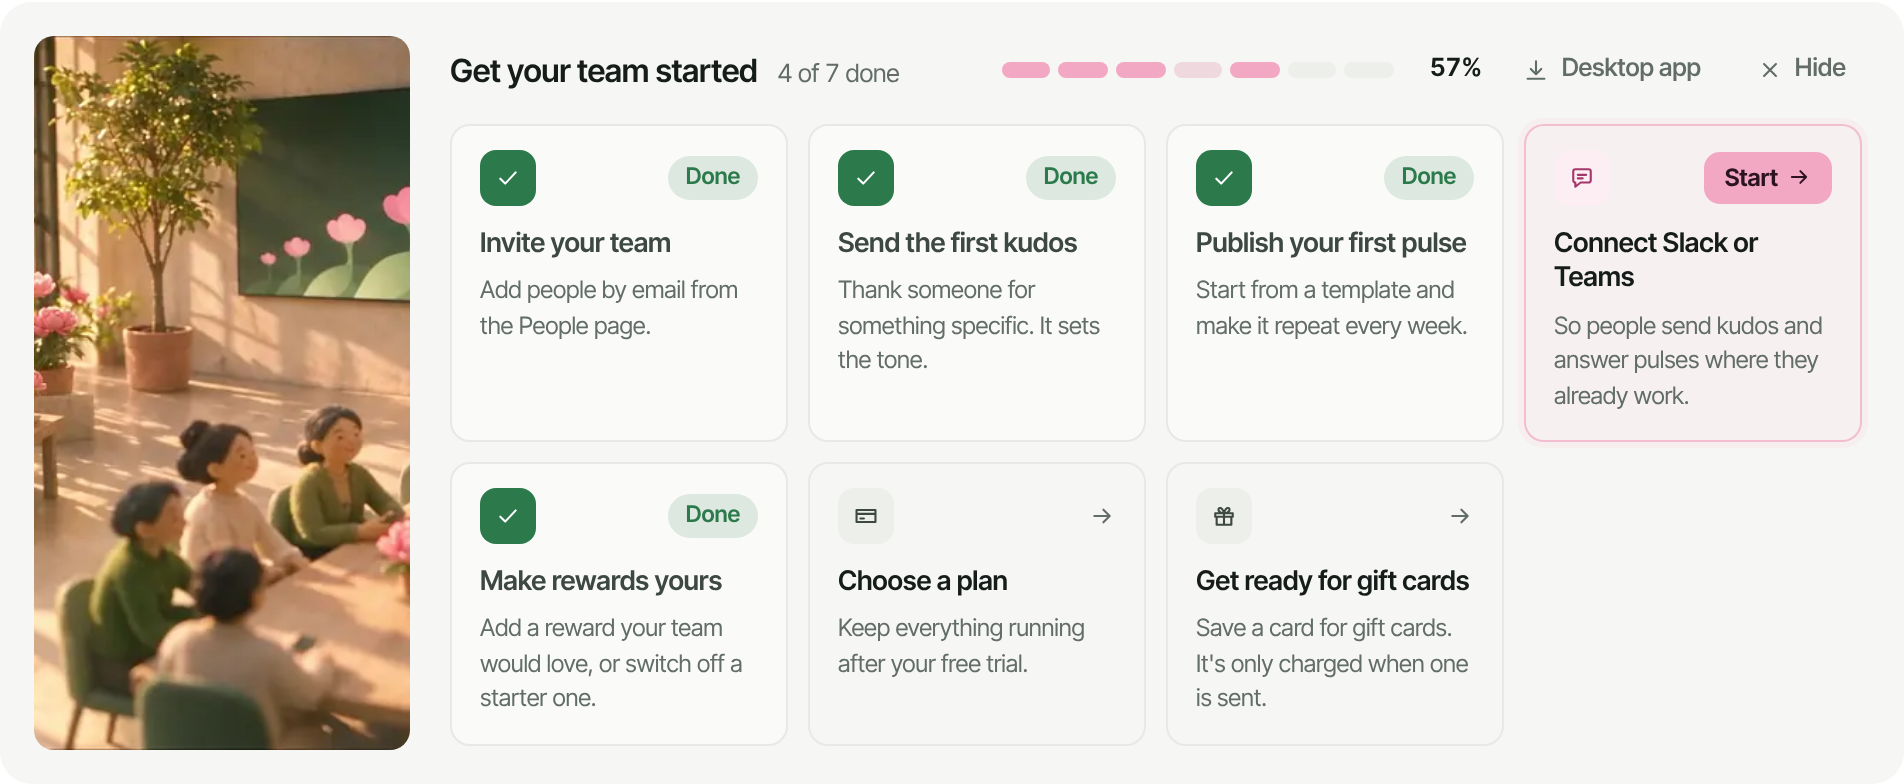 Get your team started 4 of 7 done 57% Desktop app Hide
Done
Invite your team
Add people by email from
the People page.
Done
Send the first kudos
Thank someone for
something specific. It sets
the tone.
Done
Publish your first pulse
Start from a template and
make it repeat every week.
Start
Connect Slack or
Teams
So people send kudos and
answer pulses where they
already work.
Done
Make rewards yours
Add a reward your team
would love, or switch off a
starter one.
Choose a plan
Keep everything running
after your free trial.
Get ready for gift cards
Save a card for gift cards.
It's only charged when one
is sent.